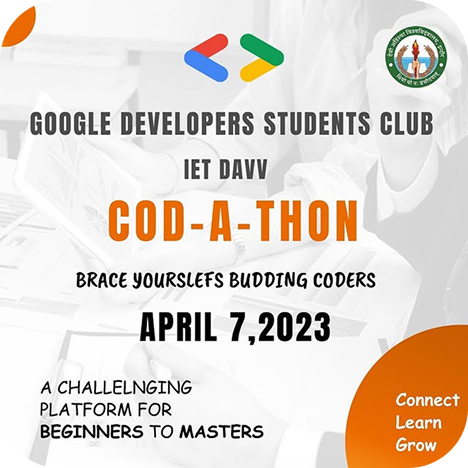 GOOGLE DEVELOPERS STUDENTS CLUB
IET DAVV
COD-A-THON
BRACE YOURSLEFS BUDDING CODERS
APRIL 7,2023
A CHALLELNGING
PLATFORM FOR
BEGINNERS TO MASTERS
Connect
Learn
Grow